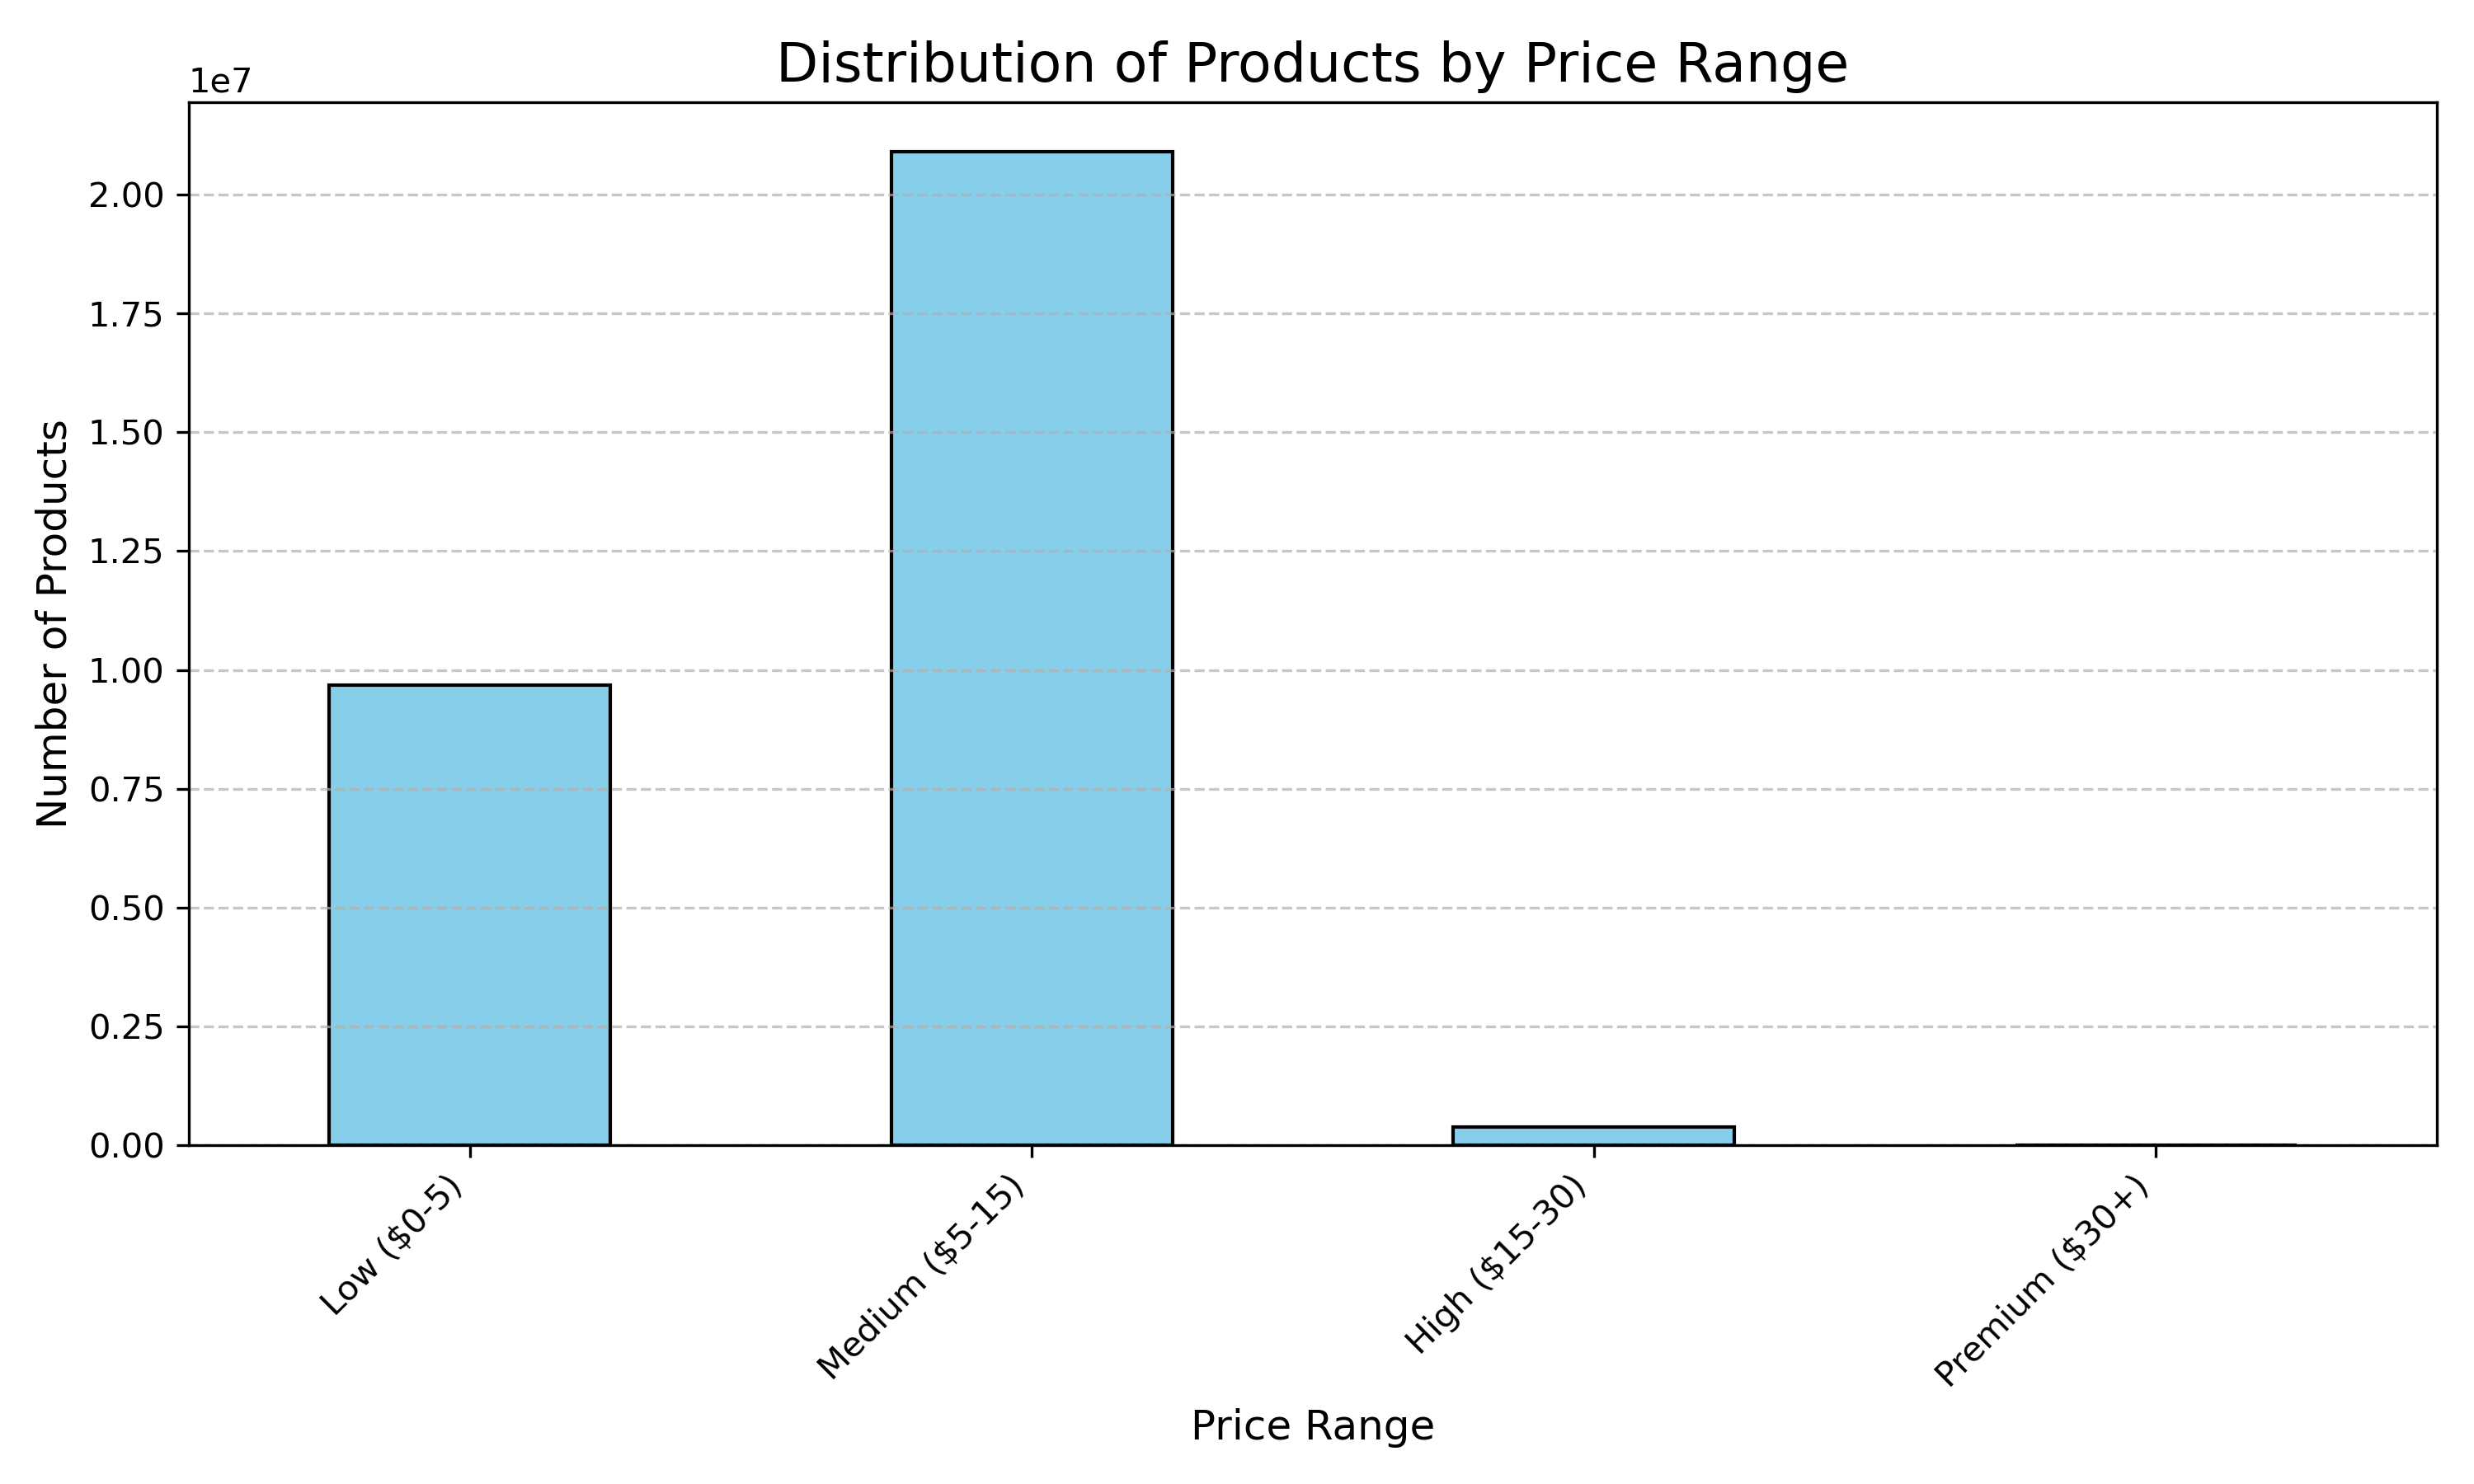 Distribution of Products by Price Range
1e7
2.00
1.75
1.50
1.25
1.00
0.75
0.50
0.25
0.00
Number of Products
Low ($0-5)
Medium ($5-15)
High ($15-30)
Premium ($30+)
Price Range